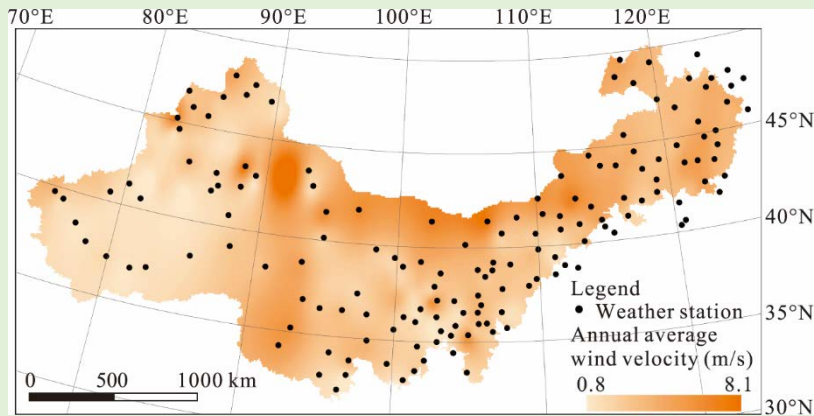 70°E 80°E 90°E 100°E 110°E 120°E
45°N
40°N
35°N
30°N
Legend
Weather station
Annual average
wind velocity (m/s)
0.8 8.1
0 500 1000 km